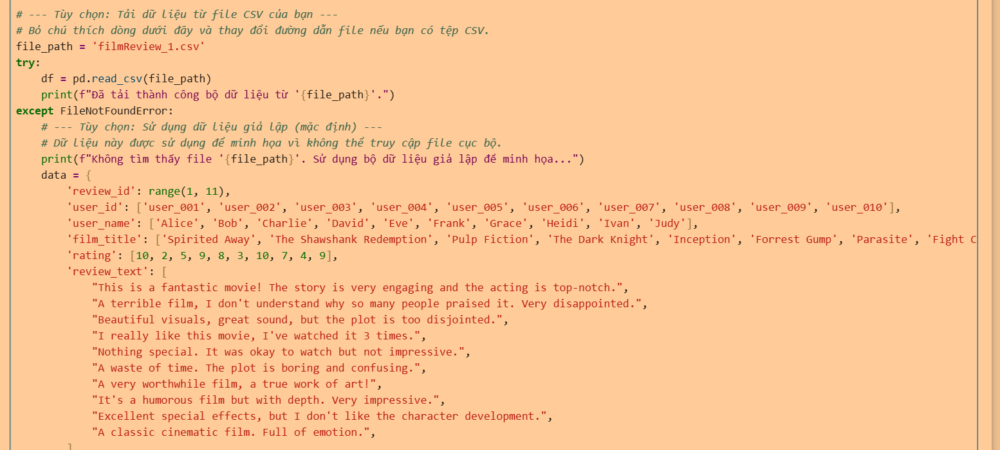 # --- Tùy chọn: Tải dữ liệu từ file CSV của bạn ---
# Bỏ chú thích dòng dưới đây và thay đổi đường dẫn file nếu bạn có tệp CSV.
file_path = 'filmReview_1.csv'
try:
    df = pd.read_csv(file_path)
    print(f"Đã tải thành công bộ dữ liệu từ '{file_path}'.")
except FileNotFoundError:
    # --- Tùy chọn: Sử dụng dữ liệu giả lập (mặc định) ---
    # Dữ liệu này được sử dụng để minh họa vì không thể truy cập file cục bộ.
    print(f"Không tìm thấy file '{file_path}'. Sử dụng bộ dữ liệu giả lập để minh họa...")
    data = {
        'review_id': range(1, 11),
        'user_id': ['user_001', 'user_002', 'user_003', 'user_004', 'user_005', 'user_006', 'user_007', 'user_008', 'user_009', 'user_010'],
        'user_name': ['Alice', 'Bob', 'Charlie', 'David', 'Eve', 'Frank', 'Grace', 'Heidi', 'Ivan', 'Judy'],
        'film_title': ['Spirited Away', 'The Shawshank Redemption', 'Pulp Fiction', 'The Dark Knight', 'Inception', 'Forrest Gump', 'Parasite', 'Fight C
        'rating': [10, 2, 5, 9, 8, 3, 10, 7, 4, 9],
        'review_text': [
            "This is a fantastic movie! The story is very engaging and the acting is top-notch.",
            "A terrible film, I don't understand why so many people praised it. Very disappointed.",
            "Beautiful visuals, great sound, but the plot is too disjointed.",
            "I really like this movie, I've watched it 3 times.",
            "Nothing special. It was okay to watch but not impressive.",
            "A waste of time. The plot is boring and confusing.",
            "A very worthwhile film, a true work of art!",
            "It's a humorous film but with depth. Very impressive.",
            "Excellent special effects, but I don't like the character development.",
            "A classic cinematic film. Full of emotion.",
        ]